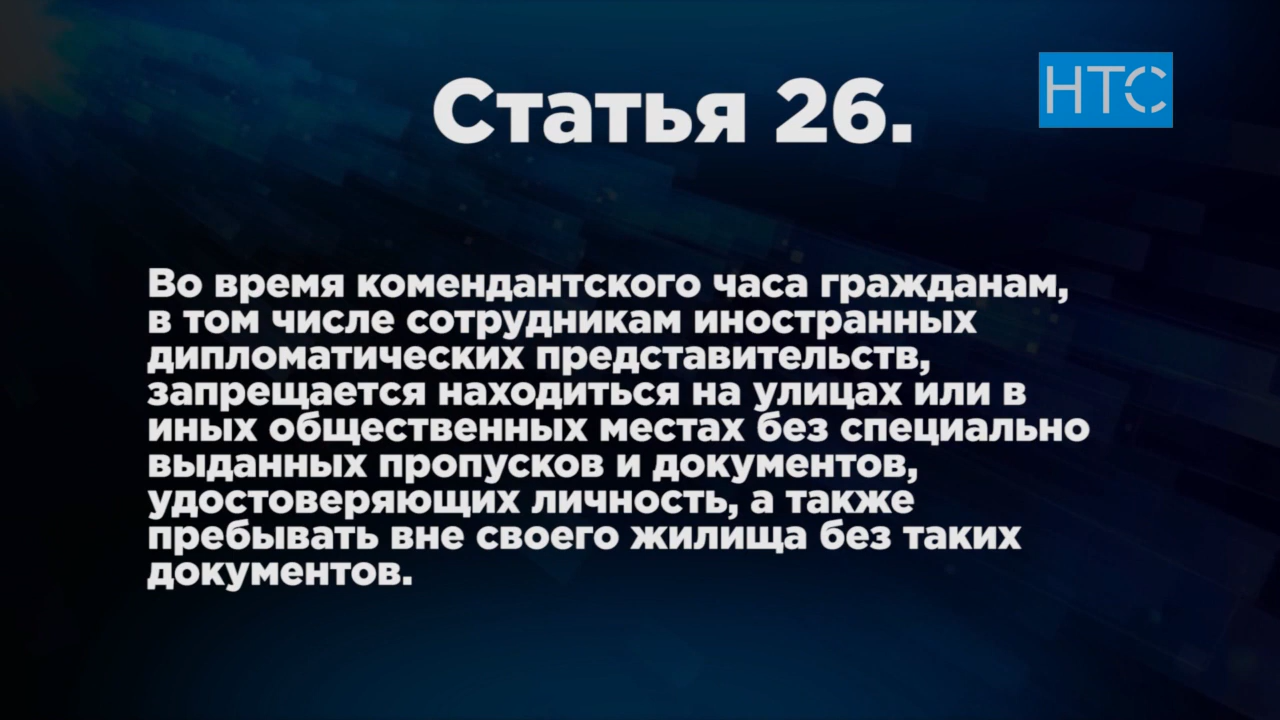 Статья 26.
НТС
Во время комендантского часа гражданам,
в том числе сотрудникам иностранных
дипломатических представительств,
запрещается находиться на улицах или в
иных общественных местах без специально
выданных пропусков и документов,
удостоверяющих личность, а также
пребывать вне своего жилища без таких
документов.